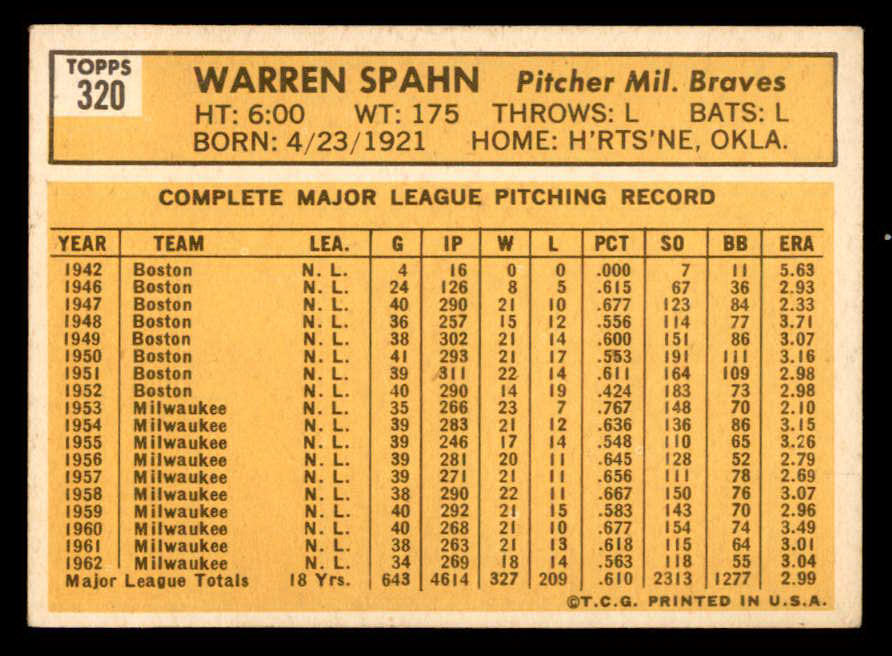 TOPPS
320
WARREN SPAHN Pitcher Mil. Braves
HT: 6:00 WT: 175 THROWS: L BATS: L
BORN: 4/23/1921 HOME: H'RTS'NE, OKLA.
COMPLETE MAJOR LEAGUE PITCHING RECORD
YEAR TEAM LEA. G IP W L PCT SO BB ERA
1942 Boston N. L. 4 16 0 0 .000 7 11 5.63
1946 Boston N. L. 24 126 8 5 .615 67 36 2.93
1947 Boston N. L. 40 290 21 10 .677 123 84 2.33
1948 Boston N. L. 36 257 15 12 .556 114 77 3.71
1949 Boston N. L. 38 302 21 14 .600 151 86 3.07
1950 Boston N. L. 41 293 21 17 .553 191 111 3.16
1951 Boston N. L. 39 311 22 14 .611 164 109 2.98
1952 Boston N. L. 40 290 14 19 .424 183 73 2.98
1953 Milwaukee N. L. 35 266 23 7 .767 148 70 2.10
1954 Milwaukee N. L. 39 283 21 12 .636 136 86 3.15
1955 Milwaukee N. L. 39 246 17 14 .548 110 65 3.26
1956 Milwaukee N. L. 39 281 20 11 .645 128 52 2.79
1957 Milwaukee N. L. 39 271 21 11 .656 111 78 2.69
1958 Milwaukee N. L. 38 290 22 11 .667 150 76 3.07
1959 Milwaukee N. L. 40 292 21 15 .583 143 70 2.96
1960 Milwaukee N. L. 40 268 21 10 .677 154 74 3.49
1961 Milwaukee N. L. 38 263 21 13 .618 115 64 3.01
1962 Milwaukee N. L. 34 269 18 14 .563 118 55 3.04
Major League Totals 18 Yrs. 643 4614 327 209 .610 2313 1277 2.99
©T.C.G. PRINTED IN U.S.A.